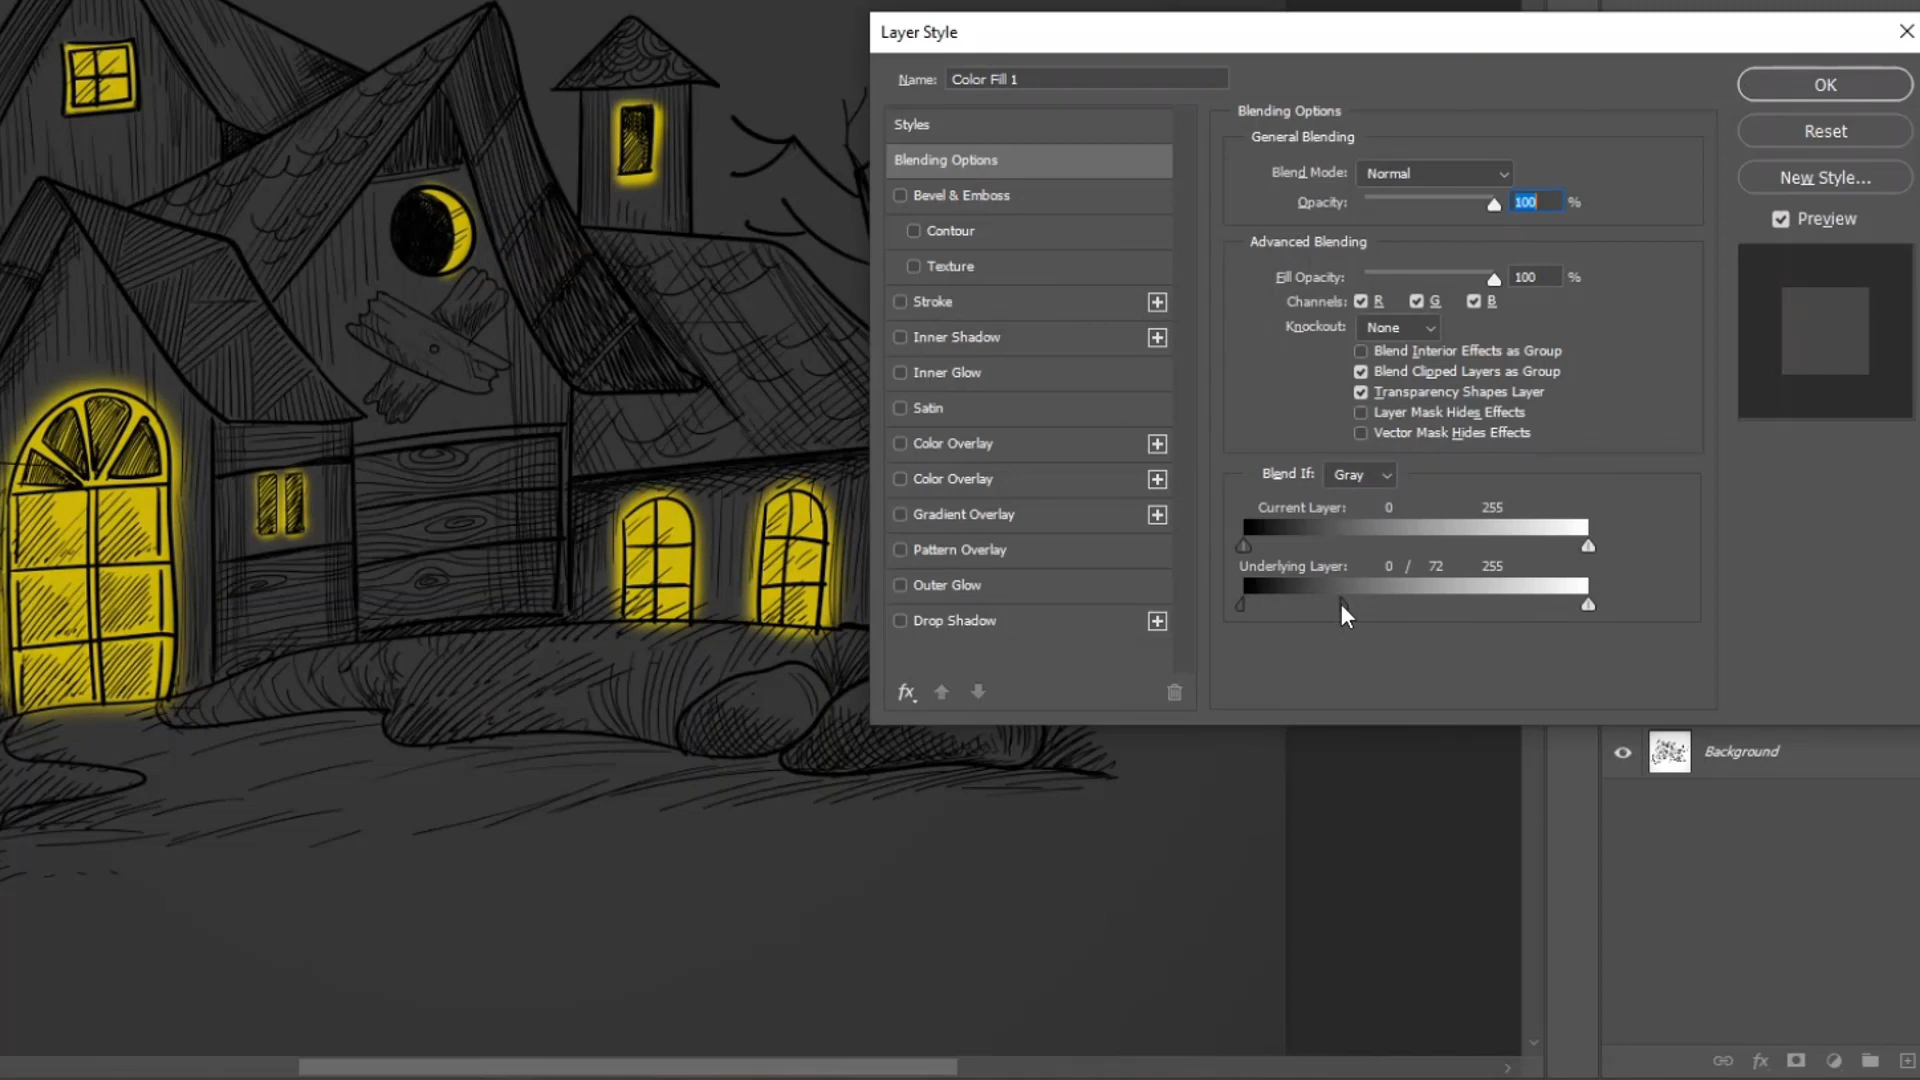 Layer Style
Name: Color Fill 1
Styles
Blending Options
Bevel & Emboss
Contour
Texture
Stroke
Inner Shadow
Inner Glow
Satin
Color Overlay
Color Overlay
Gradient Overlay
Pattern Overlay
Outer Glow
Drop Shadow
fx
Blending Options
General Blending
Blend Mode: Normal
Opacity: 100 %
Advanced Blending
Fill Opacity: 100 %
Channels: R G B
Knockout: None
Blend Interior Effects as Group
Blend Clipped Layers as Group
Transparency Shapes Layer
Layer Mask Hides Effects
Vector Mask Hides Effects
Blend If: Gray
Current Layer: 0 255
Underlying Layer: 0 / 72 255
OK
Reset
New Style...
Preview
Background
fx